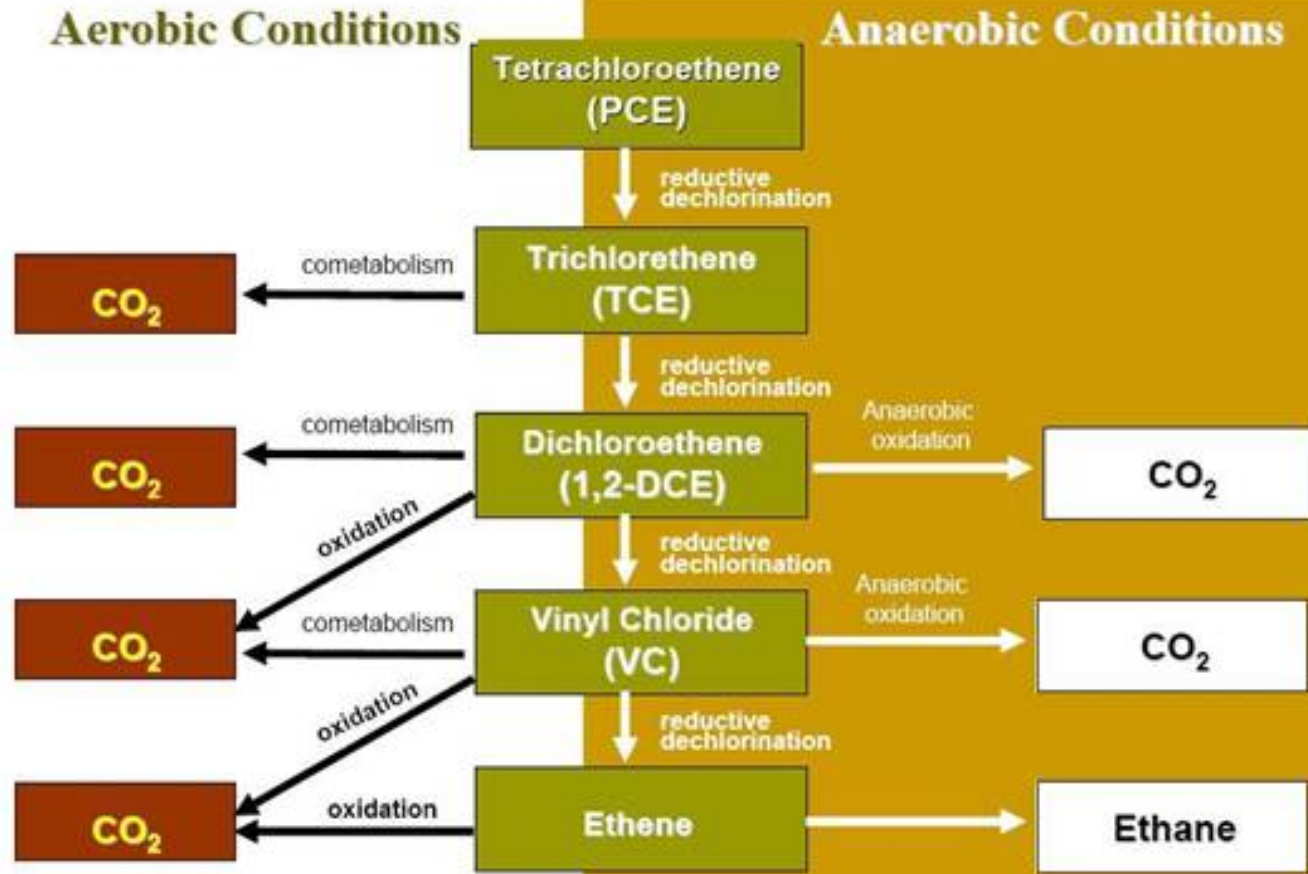 Aerobic Conditions
Anaerobic Conditions
Tetrachloroethene
(PCE)
reductive
dechlorination
CO₂
cometabolism
Trichlorethene
(TCE)
reductive
dechlorination
CO₂
cometabolism
Dichloroethene
(1,2-DCE)
Anaerobic
oxidation
CO₂
oxidation
reductive
dechlorination
CO₂
cometabolism
Vinyl Chloride
(VC)
Anaerobic
oxidation
CO₂
oxidation
reductive
dechlorination
CO₂
oxidation
Ethene
Ethane